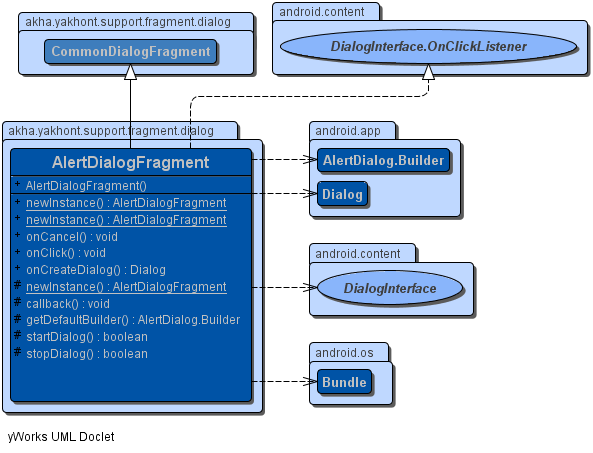 akha.yakhont.support.fragment.dialog
CommonDialogFragment
android.content
DialogInterface.OnClickListener
akha.yakhont.support.fragment.dialog
AlertDialogFragment
+ AlertDialogFragment()
+ newInstance() : AlertDialogFragment
+ newInstance() : AlertDialogFragment
+ onCancel() : void
+ onClick() : void
+ onCreateDialog() : Dialog
# newInstance() : AlertDialogFragment
# callback() : void
# getDefaultBuilder() : AlertDialog.Builder
# startDialog() : boolean
# stopDialog() : boolean
android.app
AlertDialog.Builder
Dialog
android.content
DialogInterface
android.os
Bundle
yWorks UML Doclet